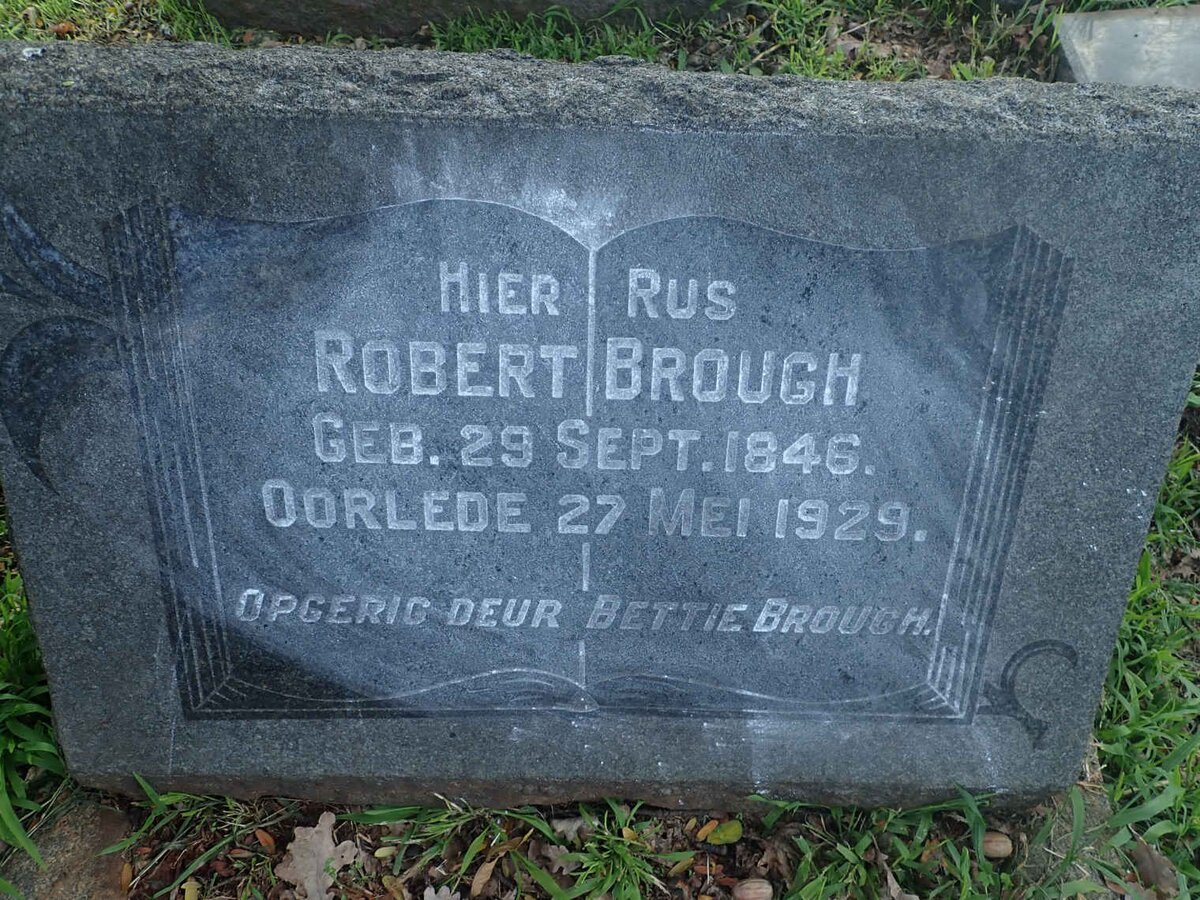 HIER RUS
ROBERT BROUGH
GEB. 29 SEPT. 1846.
OORLEDE 27 MEI 1929.
OPGERIG DEUR BETTIE BROUGH.